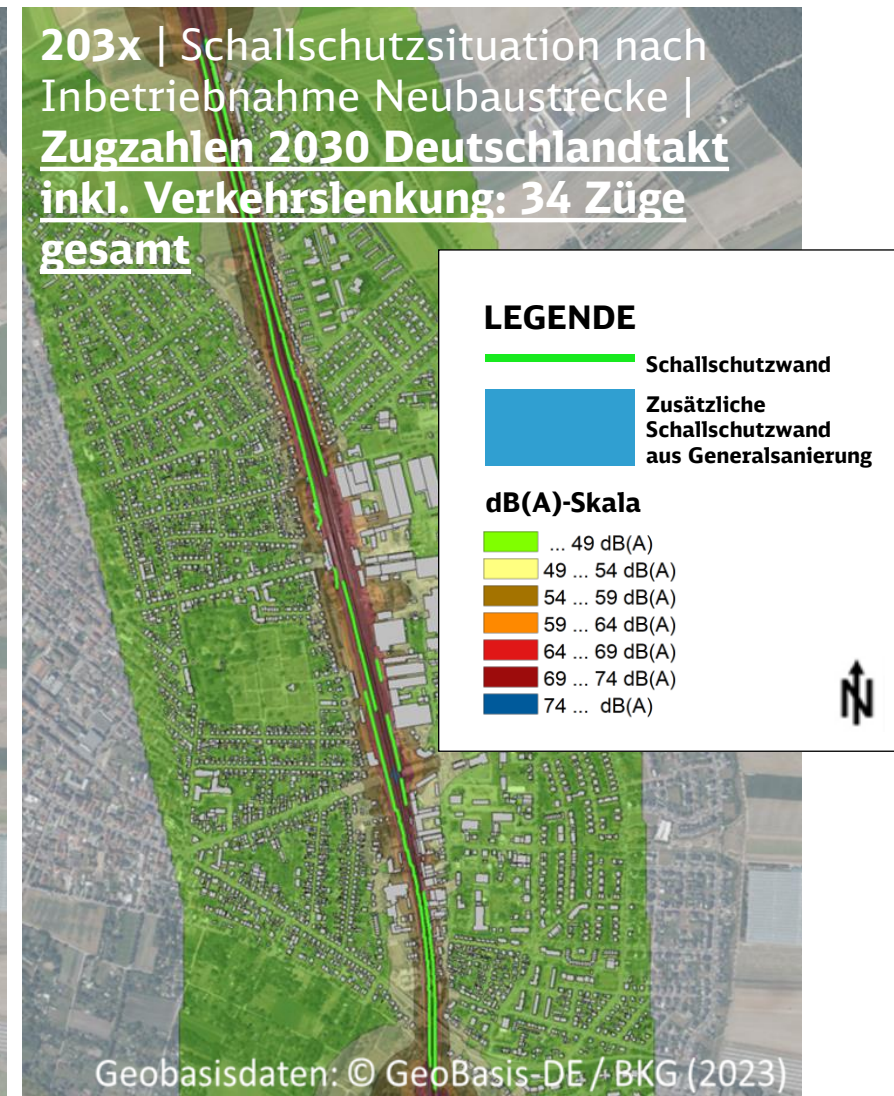 203x | Schallschutzsituation nach
Inbetriebnahme Neubaustrecke |
Zugzahlen 2030 Deutschlandtakt
inkl. Verkehrslenkung: 34 Züge
gesamt
LEGENDE
Schallschutzwand
Zusätzliche
Schallschutzwand
aus Generalsanierung
dB(A)-Skala
... 49 dB(A)
49 ... 54 dB(A)
54 ... 59 dB(A)
59 ... 64 dB(A)
64 ... 69 dB(A)
69 ... 74 dB(A)
74 ... dB(A)
N
Geobasisdaten: © GeoBasis-DE / BKG (2023)